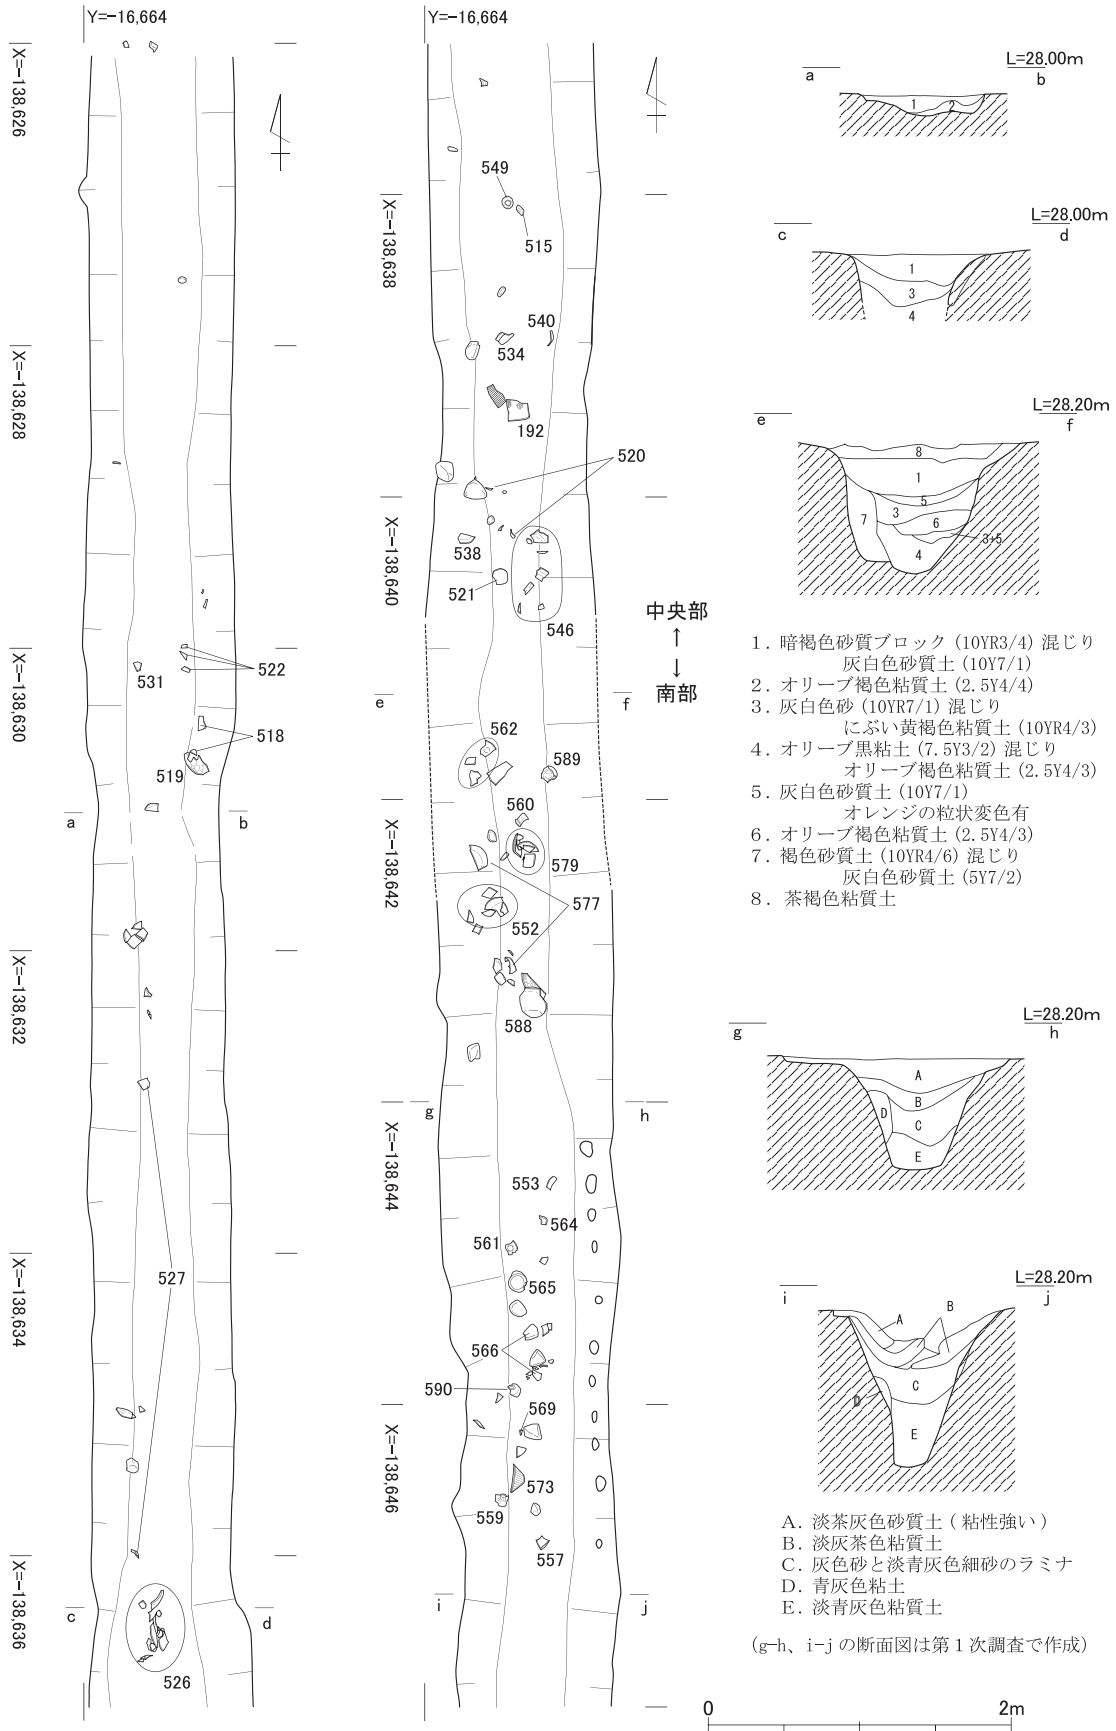 Y=-16,664
X=-138,626
X=-138,628
531
522
X=-138,630
518
519
a
b
X=-138,632
527
X=-138,634
X=-138,636
c
d
526
Y=-16,664
549
X=-138,638
515
540
534
192
520
538
X=-138,640
521
546
中央部
↑
↓
南部
e
f
562
589
560
X=-138,642
579
577
552
588
g
h
X=-138,644
553
564
561
565
566
590
569
X=-138,646
573
559
557
i
j
L=28.00m
a
b
1
2
L=28.00m
c
d
1
3
4
L=28.20m
e
f
8
1
5
3
7
6
3+5
4
1. 暗褐色砂質ブロック (10YR3/4) 混じり
灰白色砂質土 (10Y7/1)
2. オリーブ褐色粘質土 (2.5Y4/4)
3. 灰白色砂 (10YR7/1) 混じり
にぶい黄褐色粘質土 (10YR4/3)
4. オリーブ黒粘土 (7.5Y3/2) 混じり
オリーブ褐色粘質土 (2.5Y4/3)
5. 灰白色砂質土 (10Y7/1)
オレンジの粒状変色有
6. オリーブ褐色粘質土 (2.5Y4/3)
7. 褐色砂質土 (10YR4/6) 混じり
灰白色砂質土 (5Y7/2)
8. 茶褐色粘質土
L=28.20m
g
h
A
B
D
C
E
L=28.20m
i
j
A
B
C
D
E
A. 淡茶灰色砂質土 ( 粘性強い )
B. 淡灰茶色粘質土
C. 灰色砂と淡青灰色細砂のラミナ
D. 青灰色粘土
E. 淡青灰色粘質土
(g-h、i-j の断面図は第１次調査で作成)
0
2m